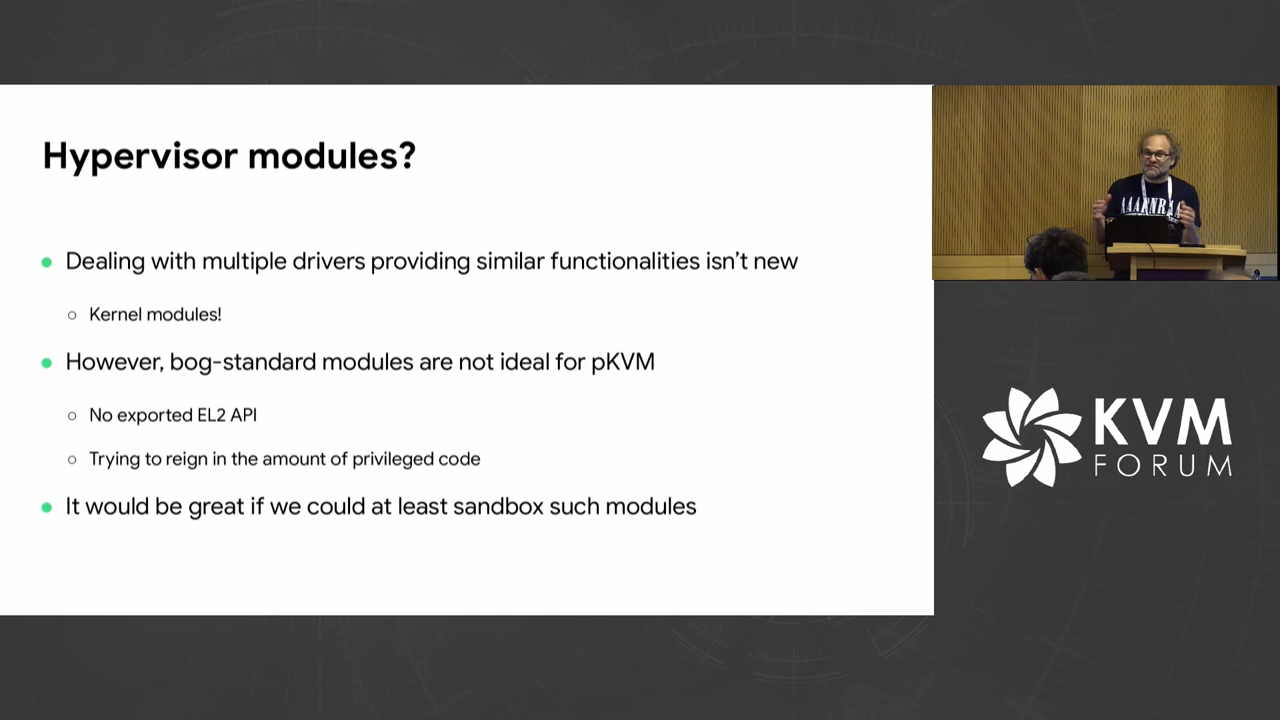 Hypervisor modules?
Dealing with multiple drivers providing similar functionalities isn't new
Kernel modules!
However, bog-standard modules are not ideal for pKVM
No exported EL2 API
Trying to reign in the amount of privileged code
It would be great if we could at least sandbox such modules
KVM
FORUM